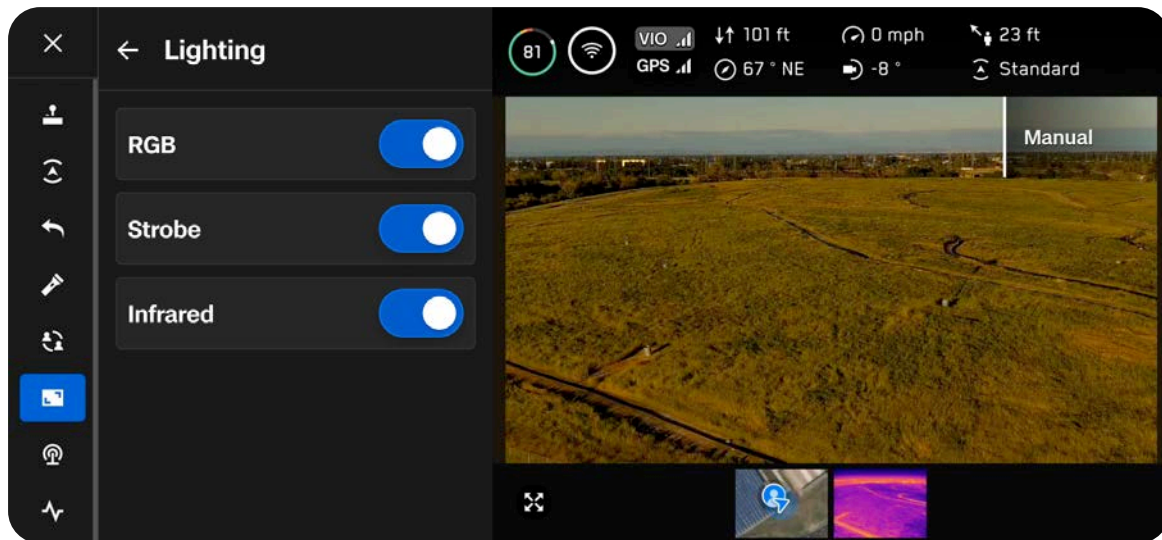 Lighting
RGB
Strobe
Infrared
81
VIO
GPS
101 ft
67 ° NE
0 mph
-8 °
23 ft
Standard
Manual